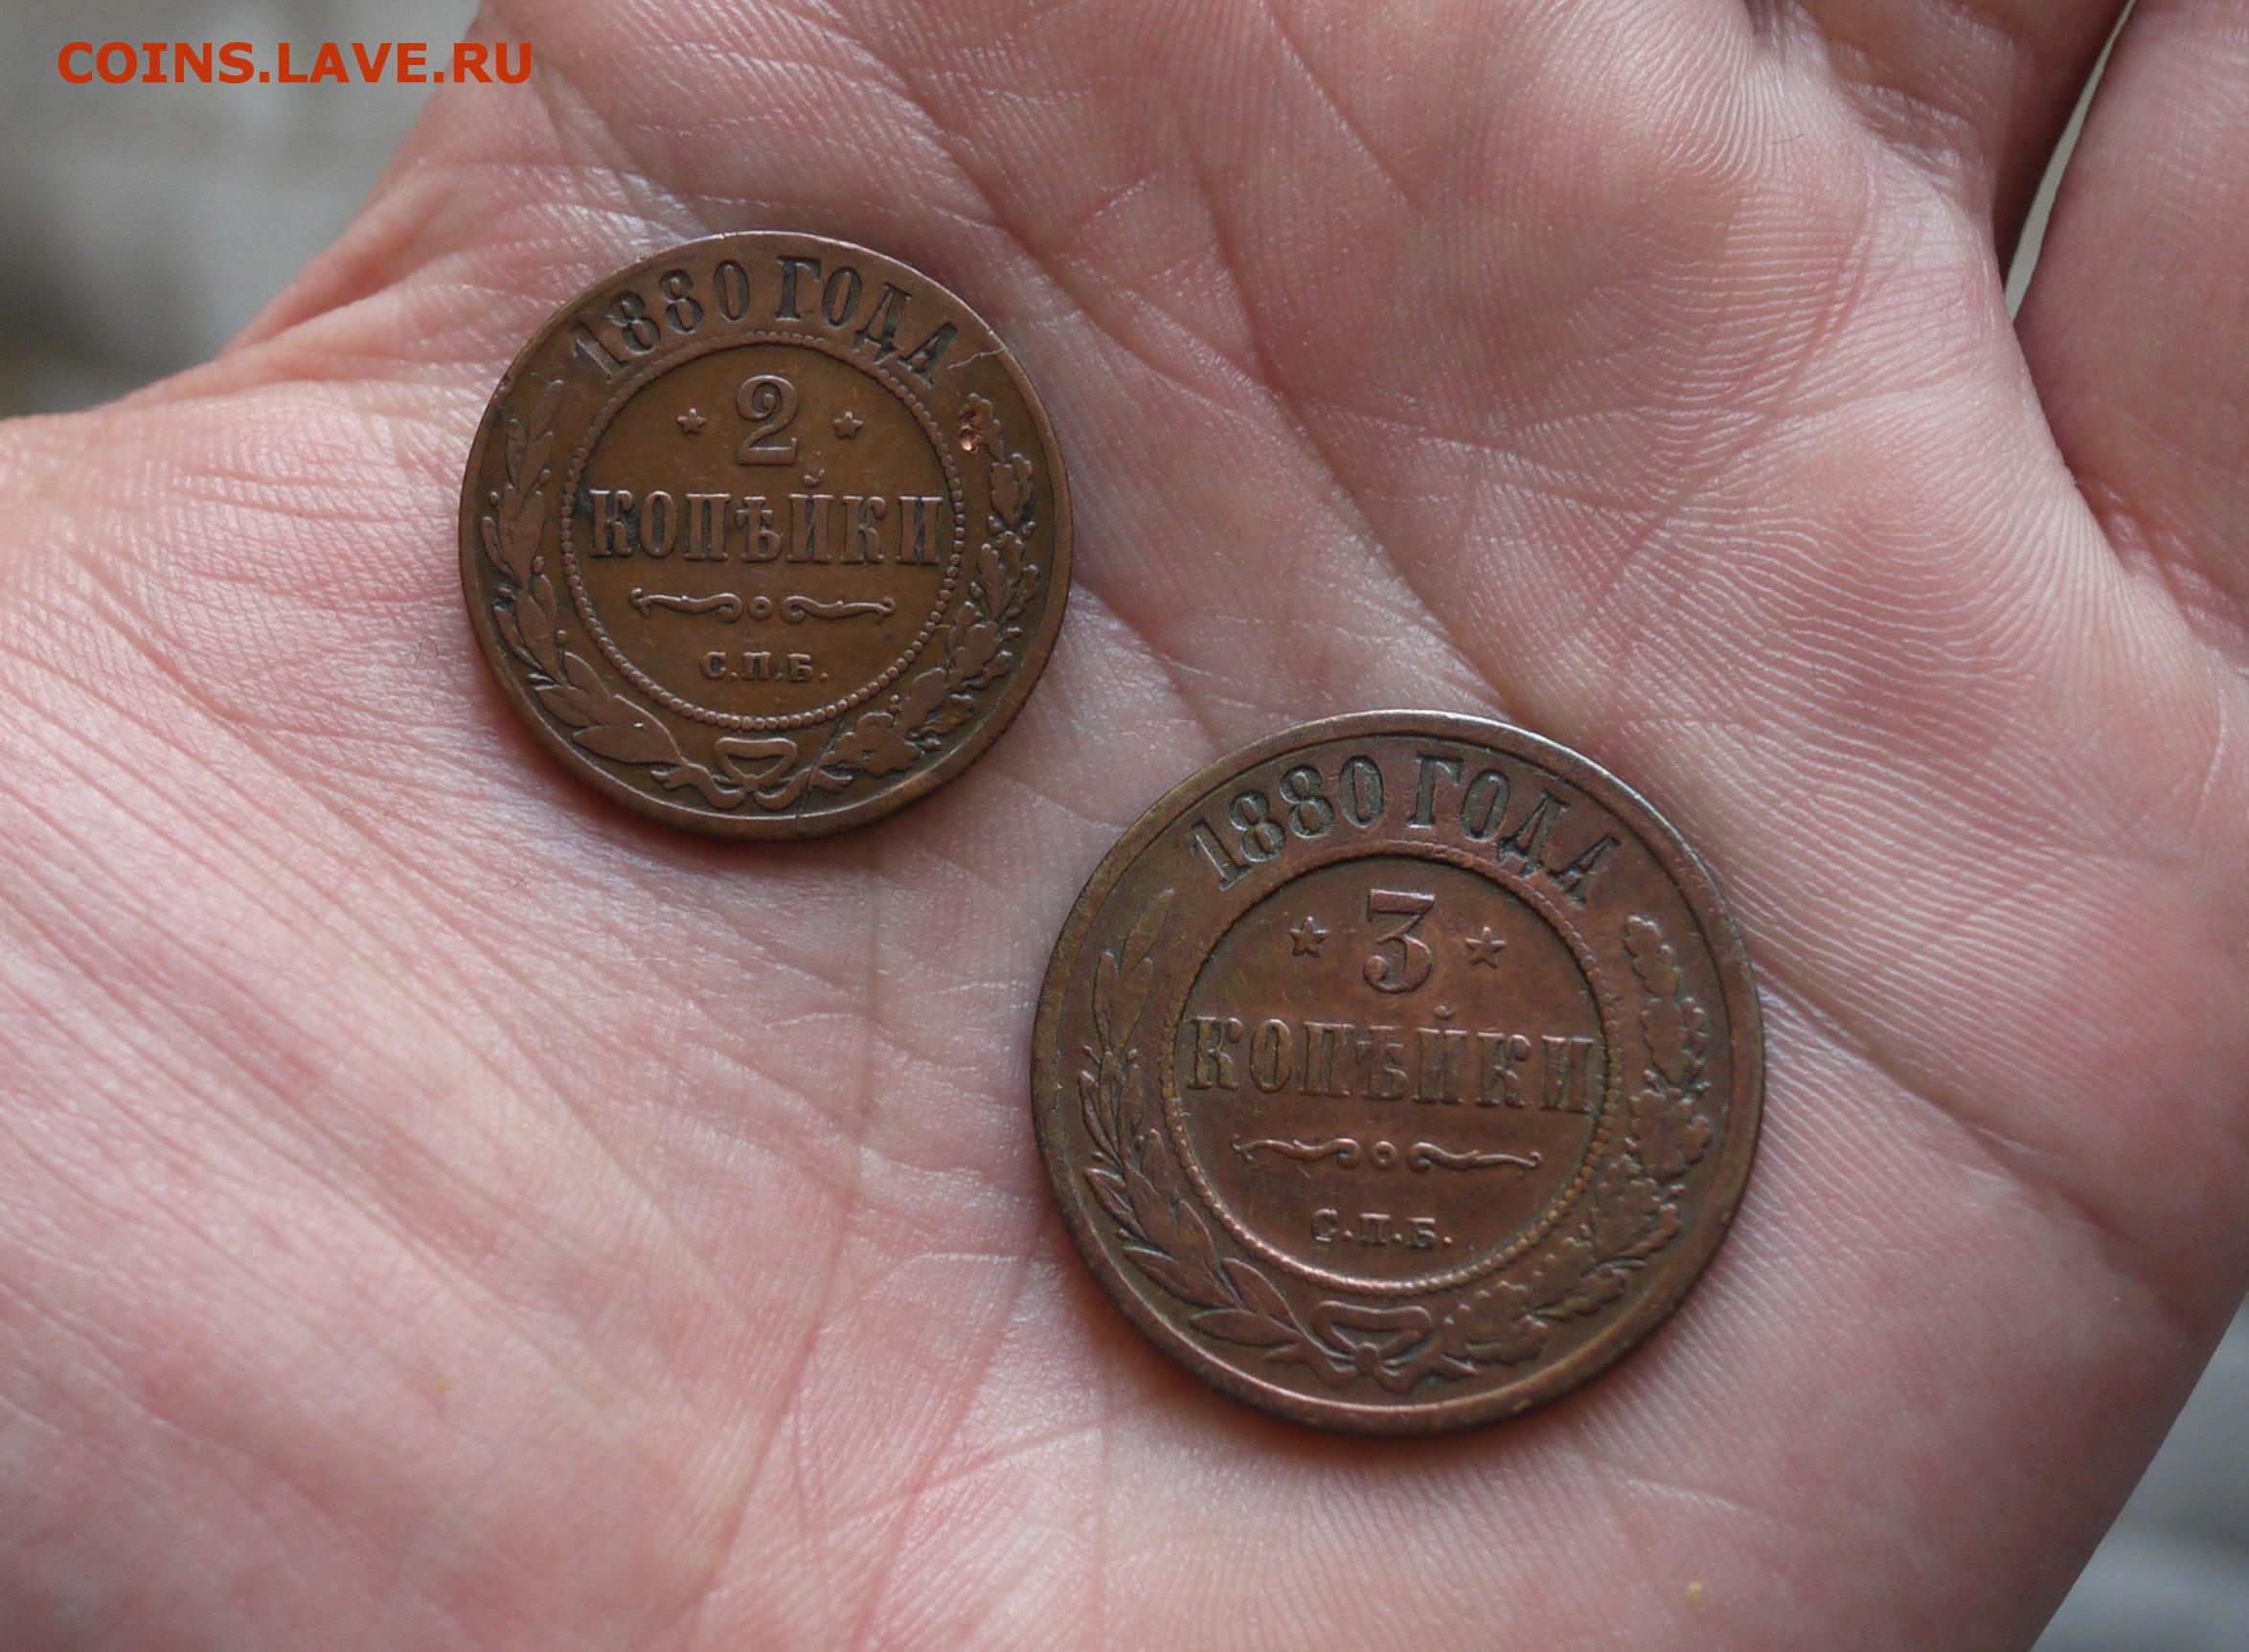 COINS.LAVE.RU
1880 ГОДА
2
КОПѢЙКИ
С.П.Б.
1880 ГОДА
3
КОПѢЙКИ
С.П.Б.